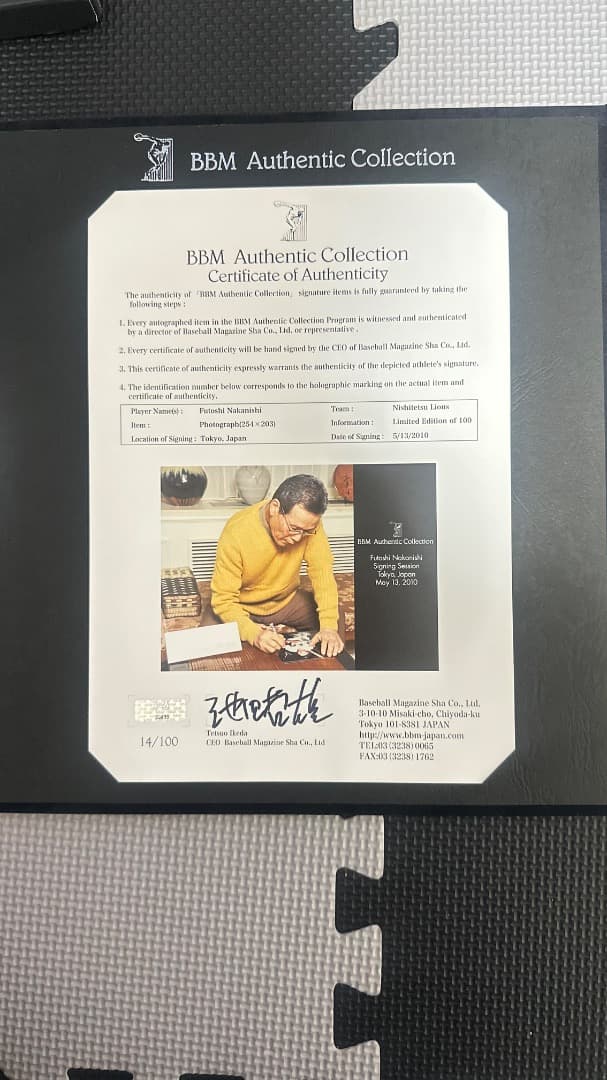 BBM Authentic Collection
BBM Authentic Collection
Certificate of Authenticity
The authenticity of 「BBM Authentic Collection」 signature items is fully guaranteed by taking the
following steps :
1. Every autographed item in the BBM Authentic Collection Program is witnessed and authenticated
by a director of Baseball Magazine Sha Co., Ltd. or representative .
2. Every certificate of authenticity will be hand signed by the CEO of Baseball Magazine Sha Co., Ltd.
3. This certificate of authenticity expressly warrants the authenticity of the depicted athlete's signature.
4. The identification number below corresponds to the holographic marking on the actual item and
certificate of authenticity.
Player Name(s) : Futoshi Nakanishi Team : Nishitetsu Lions
Item : Photograph(254×203) Information : Limited Edition of 100
Location of Signing : Tokyo, Japan Date of Signing : 5/13/2010
BBM Authentic Collection
Futoshi Nakanishi
Signing Session
Tokyo, Japan
May 13, 2010
池田哲雄
14/100
Tetsuo Ikeda
CEO Baseball Magazine Sha Co., Ltd
Baseball Magazine Sha Co., Ltd.
3-10-10 Misaki-cho, Chiyoda-ku
Tokyo 101-8381 JAPAN
http://www.bbm-japan.com
TEL:03(3238)0065
FAX:03(3238)1762